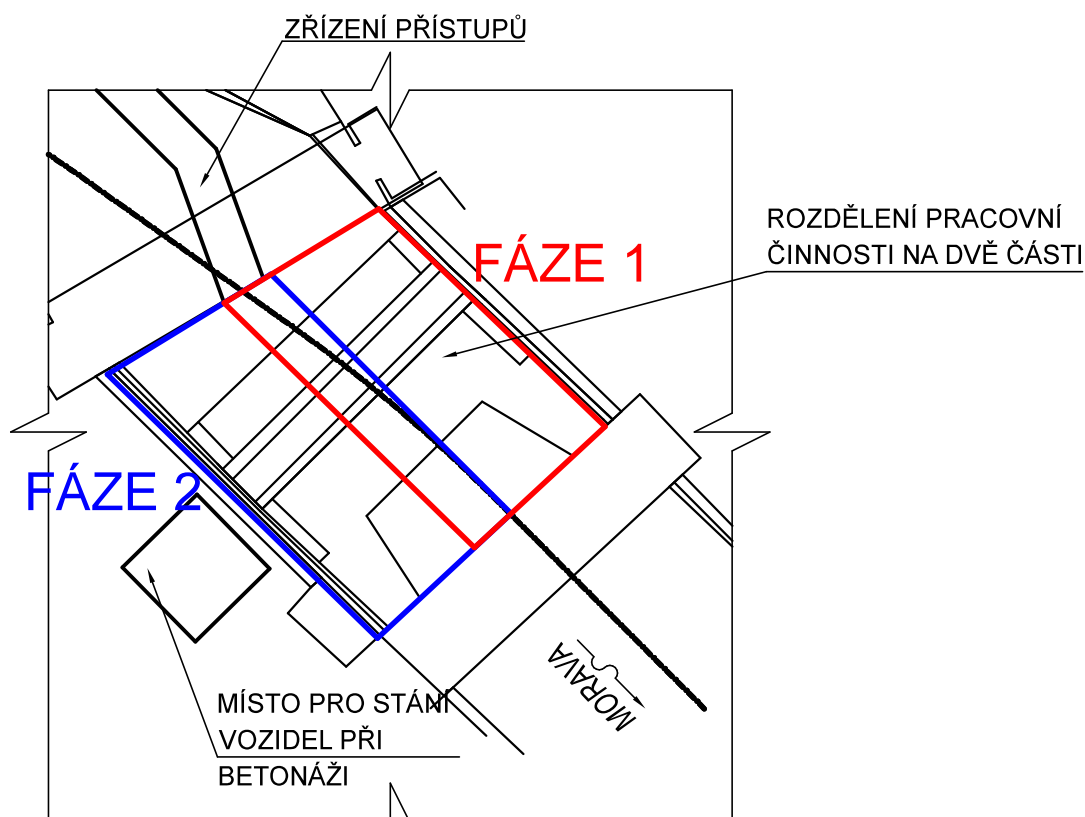 ZŘÍZENÍ PŘÍSTUPŮ
ROZDĚLENÍ PRACOVNÍ
ČINNOSTI NA DVĚ ČÁSTI
FÁZE 1
FÁZE 2
MORAVA
MÍSTO PRO STÁNÍ
VOZIDEL PŘI
BETONÁŽI